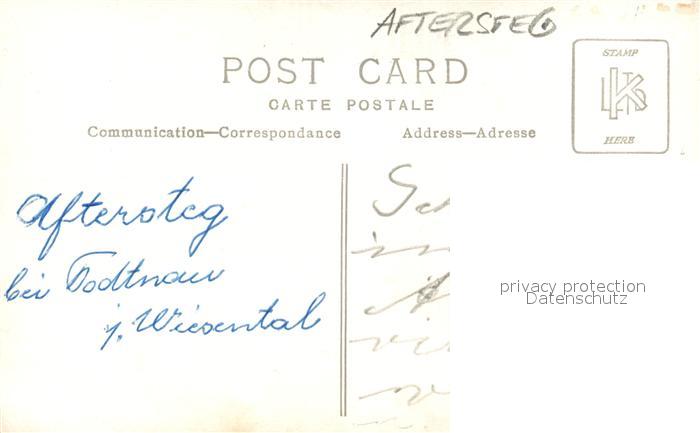 AFTERSTEG
POST CARD
CARTE POSTALE
Communication—Correspondance Address—Adresse
STAMP
HERE
Aftersteg
bei Todtnau
i. Wiesental
privacy protection
Datenschutz